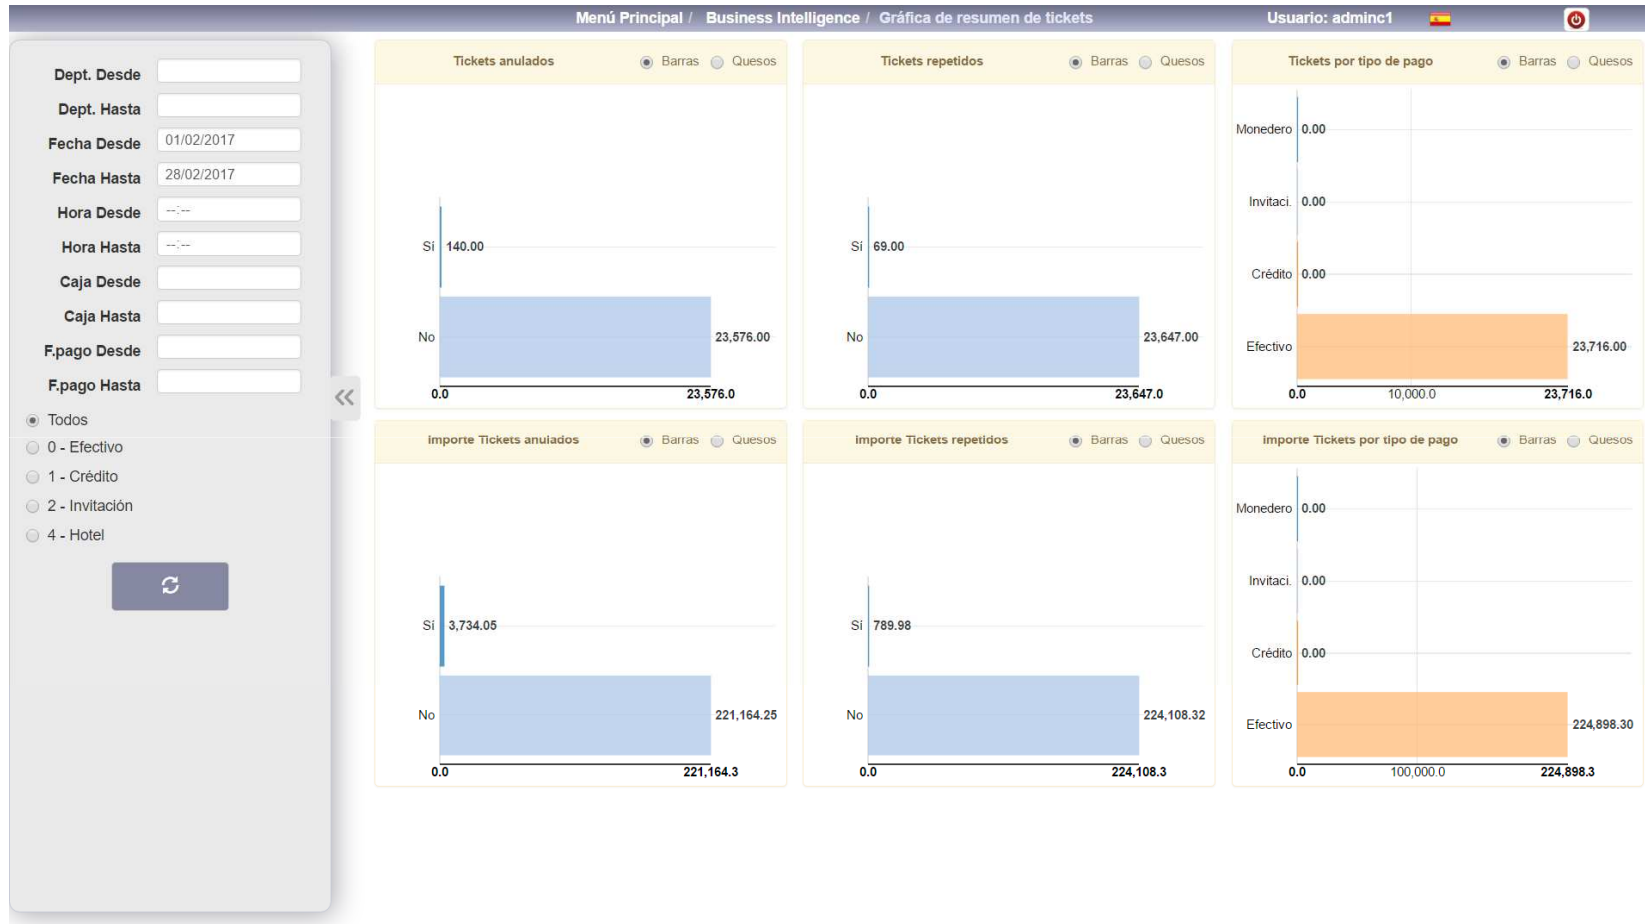 Menú Principal / Business Intelligence / Gráfica de resumen de tickets
Usuario: adminc1
Dept. Desde
Dept. Hasta
Fecha Desde 01/02/2017
Fecha Hasta 28/02/2017
Hora Desde --:--
Hora Hasta --:--
Caja Desde
Caja Hasta
F.pago Desde
F.pago Hasta
Todos
0 - Efectivo
1 - Crédito
2 - Invitación
4 - Hotel
Tickets anulados Barras Quesos
Sí 140.00
No 23,576.00
0.0 23,576.0
Tickets repetidos Barras Quesos
Sí 69.00
No 23,647.00
0.0 23,647.0
Tickets por tipo de pago Barras Quesos
Monedero 0.00
Invitaci. 0.00
Crédito 0.00
Efectivo 23,716.00
0.0 10,000.0 23,716.0
importe Tickets anulados Barras Quesos
Sí 3,734.05
No 221,164.25
0.0 221,164.3
importe Tickets repetidos Barras Quesos
Sí 789.98
No 224,108.32
0.0 224,108.3
importe Tickets por tipo de pago Barras Quesos
Monedero 0.00
Invitaci. 0.00
Crédito 0.00
Efectivo 224,898.30
0.0 100,000.0 224,898.3